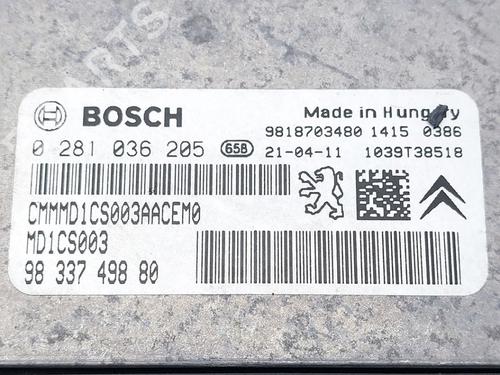 BOSCH
Made in Hungary
9818703480 1415 0386
0 281 036 205 658 21-04-11 1039T38518
CMMMD1CS003AACEM0
MD1CS003
98 337 498 80